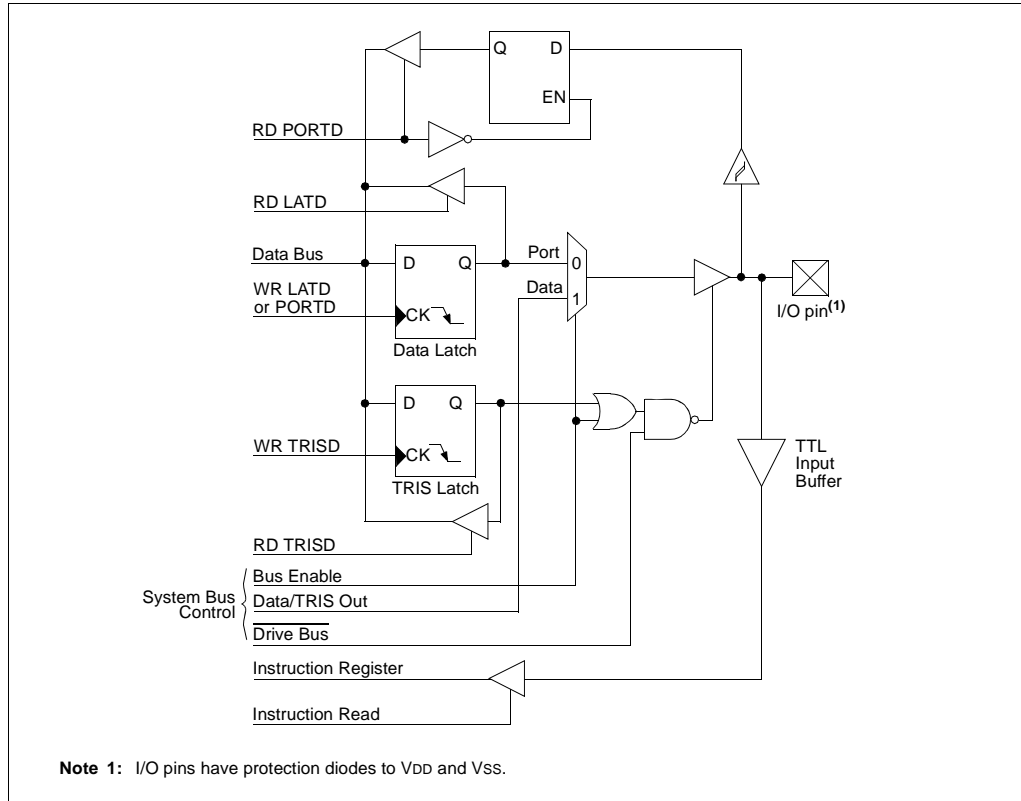 Q D
EN
RD PORTD
RD LATD
Data Bus
D Q
Port
0
WR LATD
or PORTD
CK
Data
1
I/O pin(1)
Data Latch
D Q
WR TRISD
CK
TRIS Latch
TTL
Input
Buffer
RD TRISD
System Bus
Control
Bus Enable
Data/TRIS Out
Drive Bus
Instruction Register
Instruction Read
Note 1: I/O pins have protection diodes to VDD and VSS.